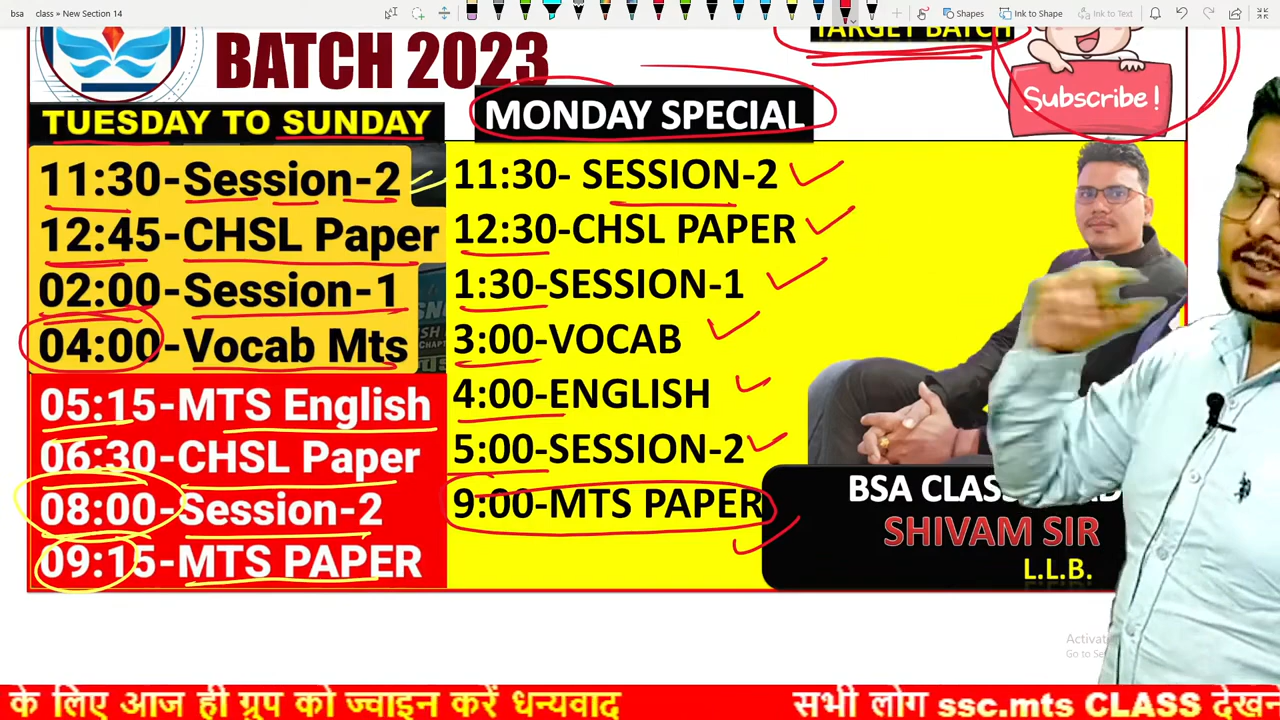 bsa class » New Section 14
Shapes Ink to Shape Ink to Text
BATCH 2023
TARGET BATCH
Subscribe !
TUESDAY TO SUNDAY
11:30-Session-2
12:45-CHSL Paper
02:00-Session-1
04:00-Vocab Mts
05:15-MTS English
06:30-CHSL Paper
08:00-Session-2
09:15-MTS PAPER
MONDAY SPECIAL
11:30- SESSION-2
12:30-CHSL PAPER
1:30-SESSION-1
3:00-VOCAB
4:00-ENGLISH
5:00-SESSION-2
9:00-MTS PAPER
BSA CLASS
SHIVAM SIR
L.L.B.
के लिए आज ही ग्रुप को ज्वाइन करें धन्यवाद सभी लोग ssc.mts CLASS देखने